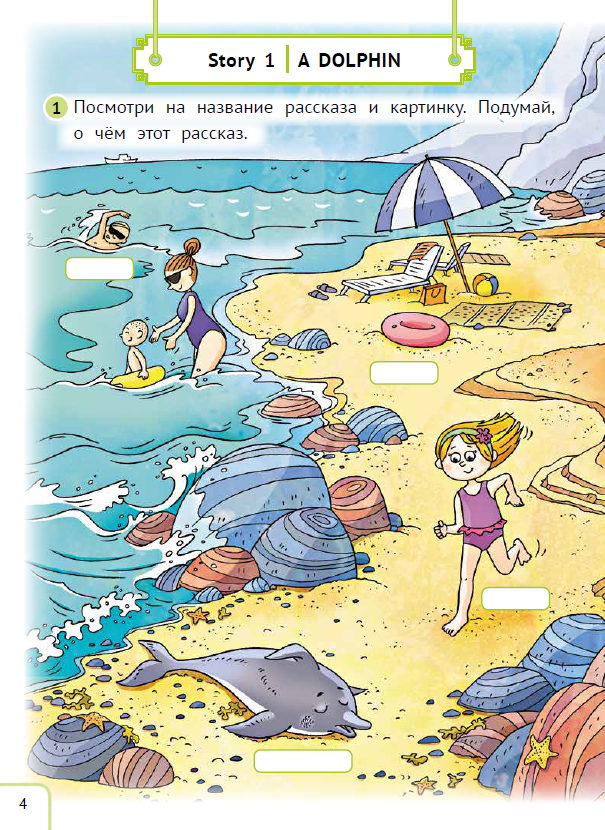 Story 1 A DOLPHIN
1 Посмотри на название рассказа и картинку. Подумай,
о чём этот рассказ.
4